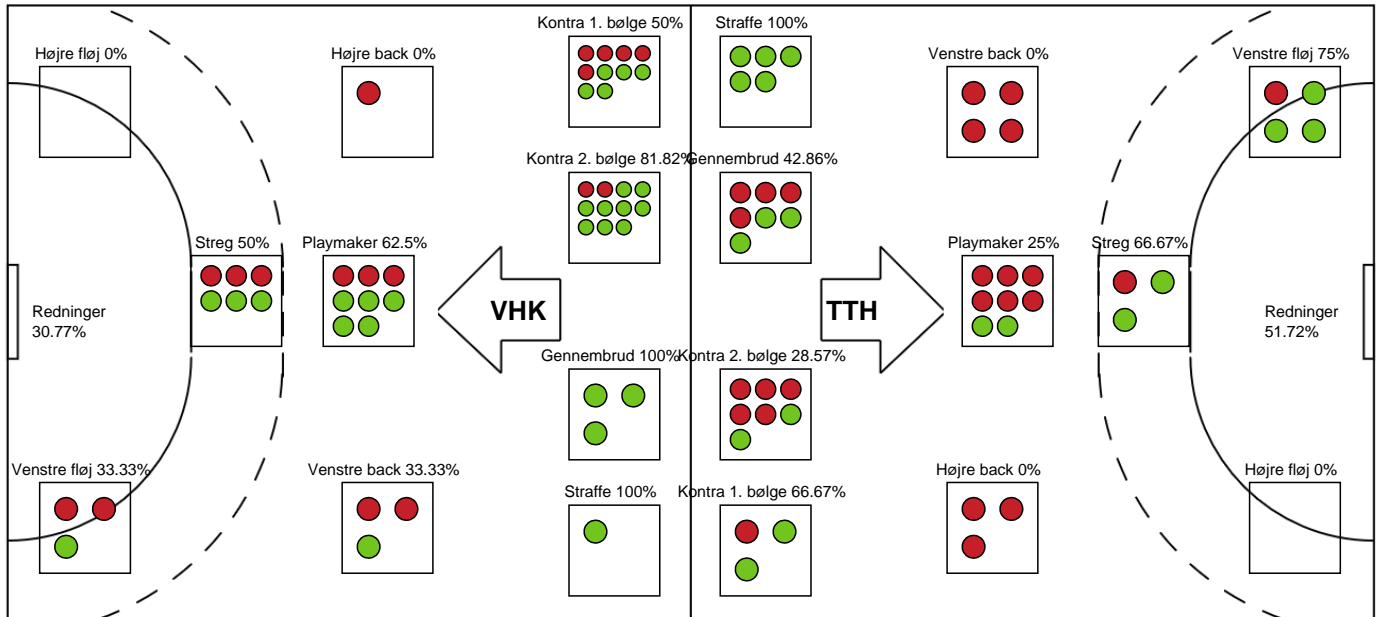 Kontra 1. bølge 50%
Straffe 100%
Højre fløj 0%
Højre back 0%
Venstre back 0%
Venstre fløj 75%
Kontra 2. bølge 81.82%
Gennembrud 42.86%
Streg 50%
Playmaker 62.5%
Playmaker 25%
Streg 66.67%
Redninger
30.77%
VHK
TTH
Redninger
51.72%
Gennembrud 100%
Kontra 2. bølge 28.57%
Venstre fløj 33.33%
Venstre back 33.33%
Højre back 0%
Højre fløj 0%
Straffe 100%
Kontra 1. bølge 66.67%